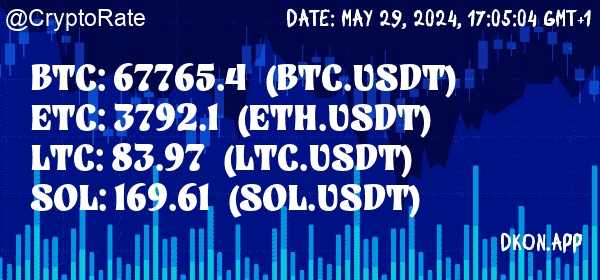 @CryptoRate
DATE: MAY 29, 2024, 17:05:04 GMT+1
BTC: 67765.4 (BTC.USDT)
ETC: 3792.1 (ETH.USDT)
LTC: 83.97 (LTC.USDT)
SOL: 169.61 (SOL.USDT)
DKON.APP